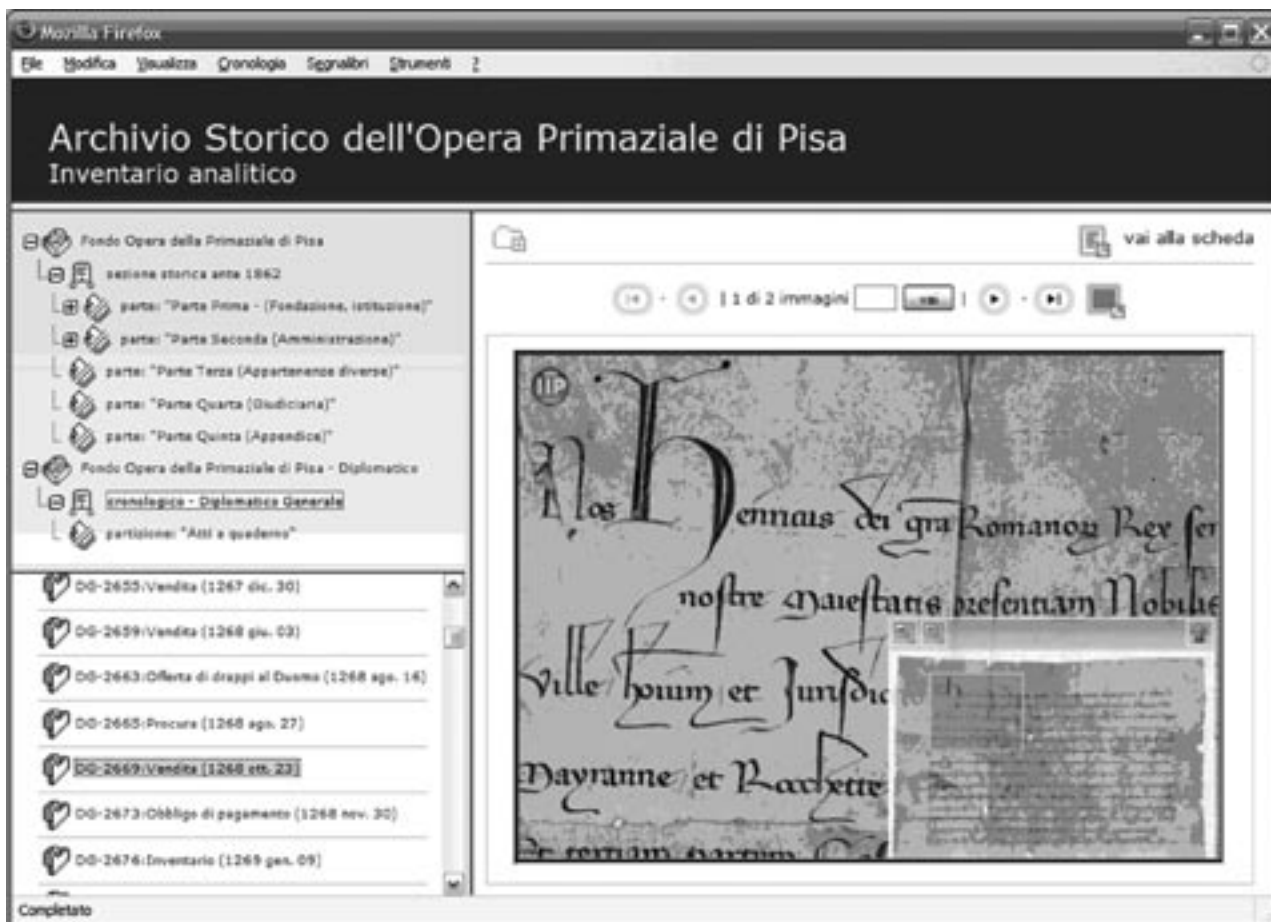 Mozilla Firefox
File Modifica Visualizza Cronologia Segnalibri Strumenti ?
Archivio Storico dell'Opera Primaziale di Pisa
Inventario analitico
Fondo Opera della Primaziale di Pisa
sezione storica ante 1862
parte: "Parte Prima - (Fondazione, istituzione)"
parte: "Parte Seconda (Amministrazione)"
parte: "Parte Terza (Appartenenze diverse)"
parte: "Parte Quarta (Giudiciaria)"
parte: "Parte Quinta (Appendice)"
Fondo Opera della Primaziale di Pisa - Diplomatico
cronologico - Diplomatico Generale
partizione: "Atti a quaderno"
DG-2655:Vendita (1267 dic. 30)
DG-2659:Vendita (1268 giu. 03)
DG-2663:Offerta di drappi al Duomo (1268 ago. 16)
DG-2665:Procura (1268 ago. 27)
DG-2669:Vendita (1268 ott. 23)
DG-2673:Obbligo di pagamento (1268 nov. 30)
DG-2676:Inventario (1269 gen. 09)
Completato
vai alla scheda
| 1 di 2 immagini vai |
IIP
Nos Henricus dei gra Romanor Rex
nostre Maiestatis presentiam Nobilis
Ville et
Mayranne et Rocchette